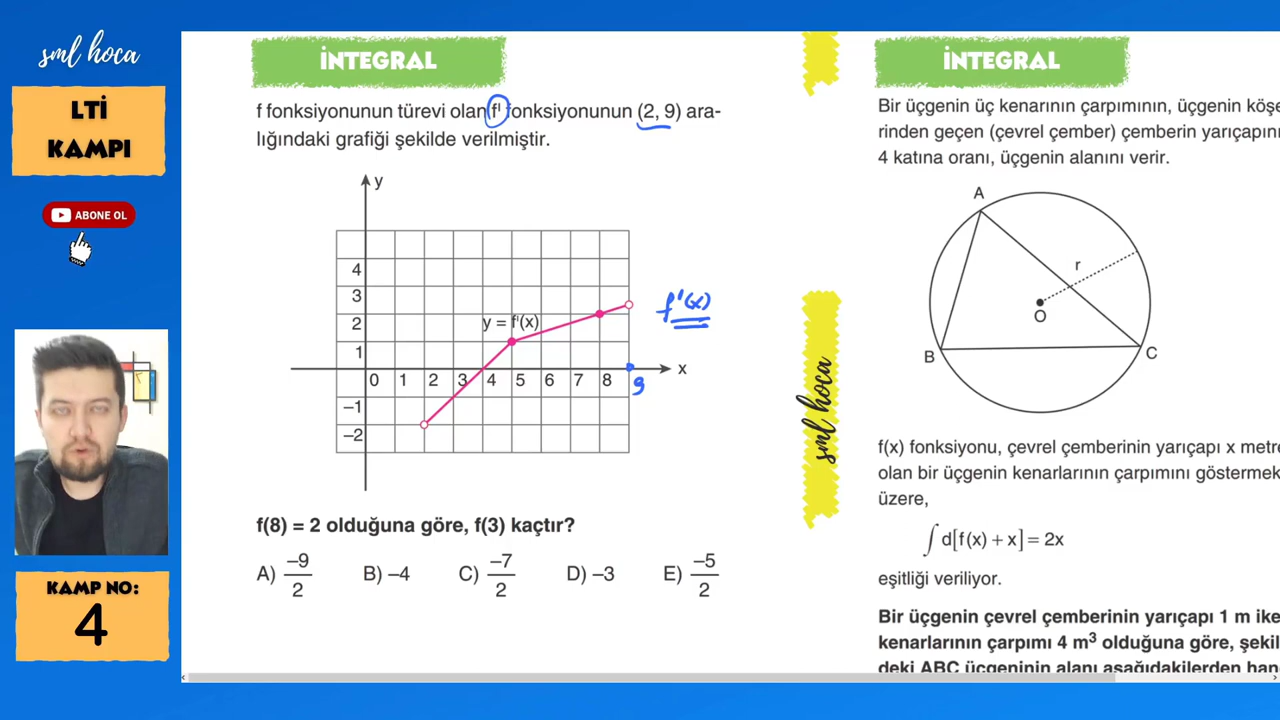 sml hoca
LTİ
KAMPI
ABONE OL
KAMP NO:
4
İNTEGRAL
f fonksiyonunun türevi olan f' fonksiyonunun (2, 9) ara-
lığındaki grafiği şekilde verilmiştir.
y
4
3
2
1
–1
–2
0 1 2 3 4 5 6 7 8
9
x
y = f'(x)
f'(x)
f(8) = 2 olduğuna göre, f(3) kaçtır?
A) –9/2 B) –4 C) –7/2 D) –3 E) –5/2
sml hoca
İNTEGRAL
Bir üçgenin üç kenarının çarpımının, üçgenin köşe
rinden geçen (çevrel çember) çemberin yarıçapını
4 katına oranı, üçgenin alanını verir.
A
r
O
B
C
f(x) fonksiyonu, çevrel çemberinin yarıçapı x metre
olan bir üçgenin kenarlarının çarpımını göstermek
üzere,
∫ d[f(x) + x] = 2x
eşitliği veriliyor.
Bir üçgenin çevrel çemberinin yarıçapı 1 m ike
kenarlarının çarpımı 4 m³ olduğuna göre, şekil
deki ABC üçgeninin alanı aşağıdakilerden han